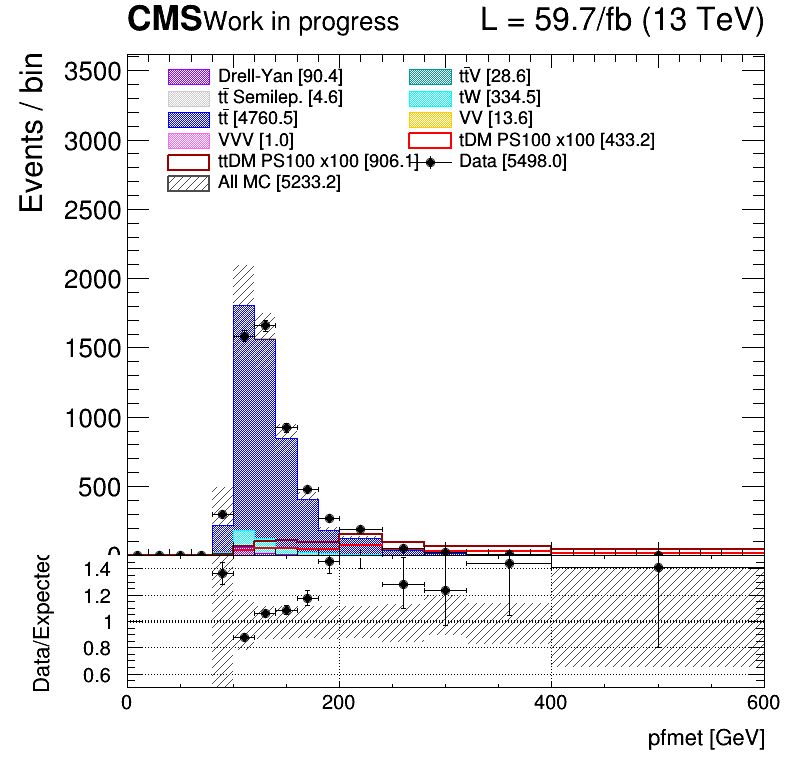 CMS Work in progress L = 59.7/fb (13 TeV)
Events / bin
3500
3000
2500
2000
1500
1000
500
0
Drell-Yan [90.4]
tt̄V [28.6]
tt̄ Semilep. [4.6]
tW [334.5]
tt̄ [4760.5]
VV [13.6]
VVV [1.0]
tDM PS100 x100 [433.2]
ttDM PS100 x100 [906.1]
Data [5498.0]
All MC [5233.2]
Data/Expected
1.4
1.2
1
0.8
0.6
0 200 400 600
pfmet [GeV]